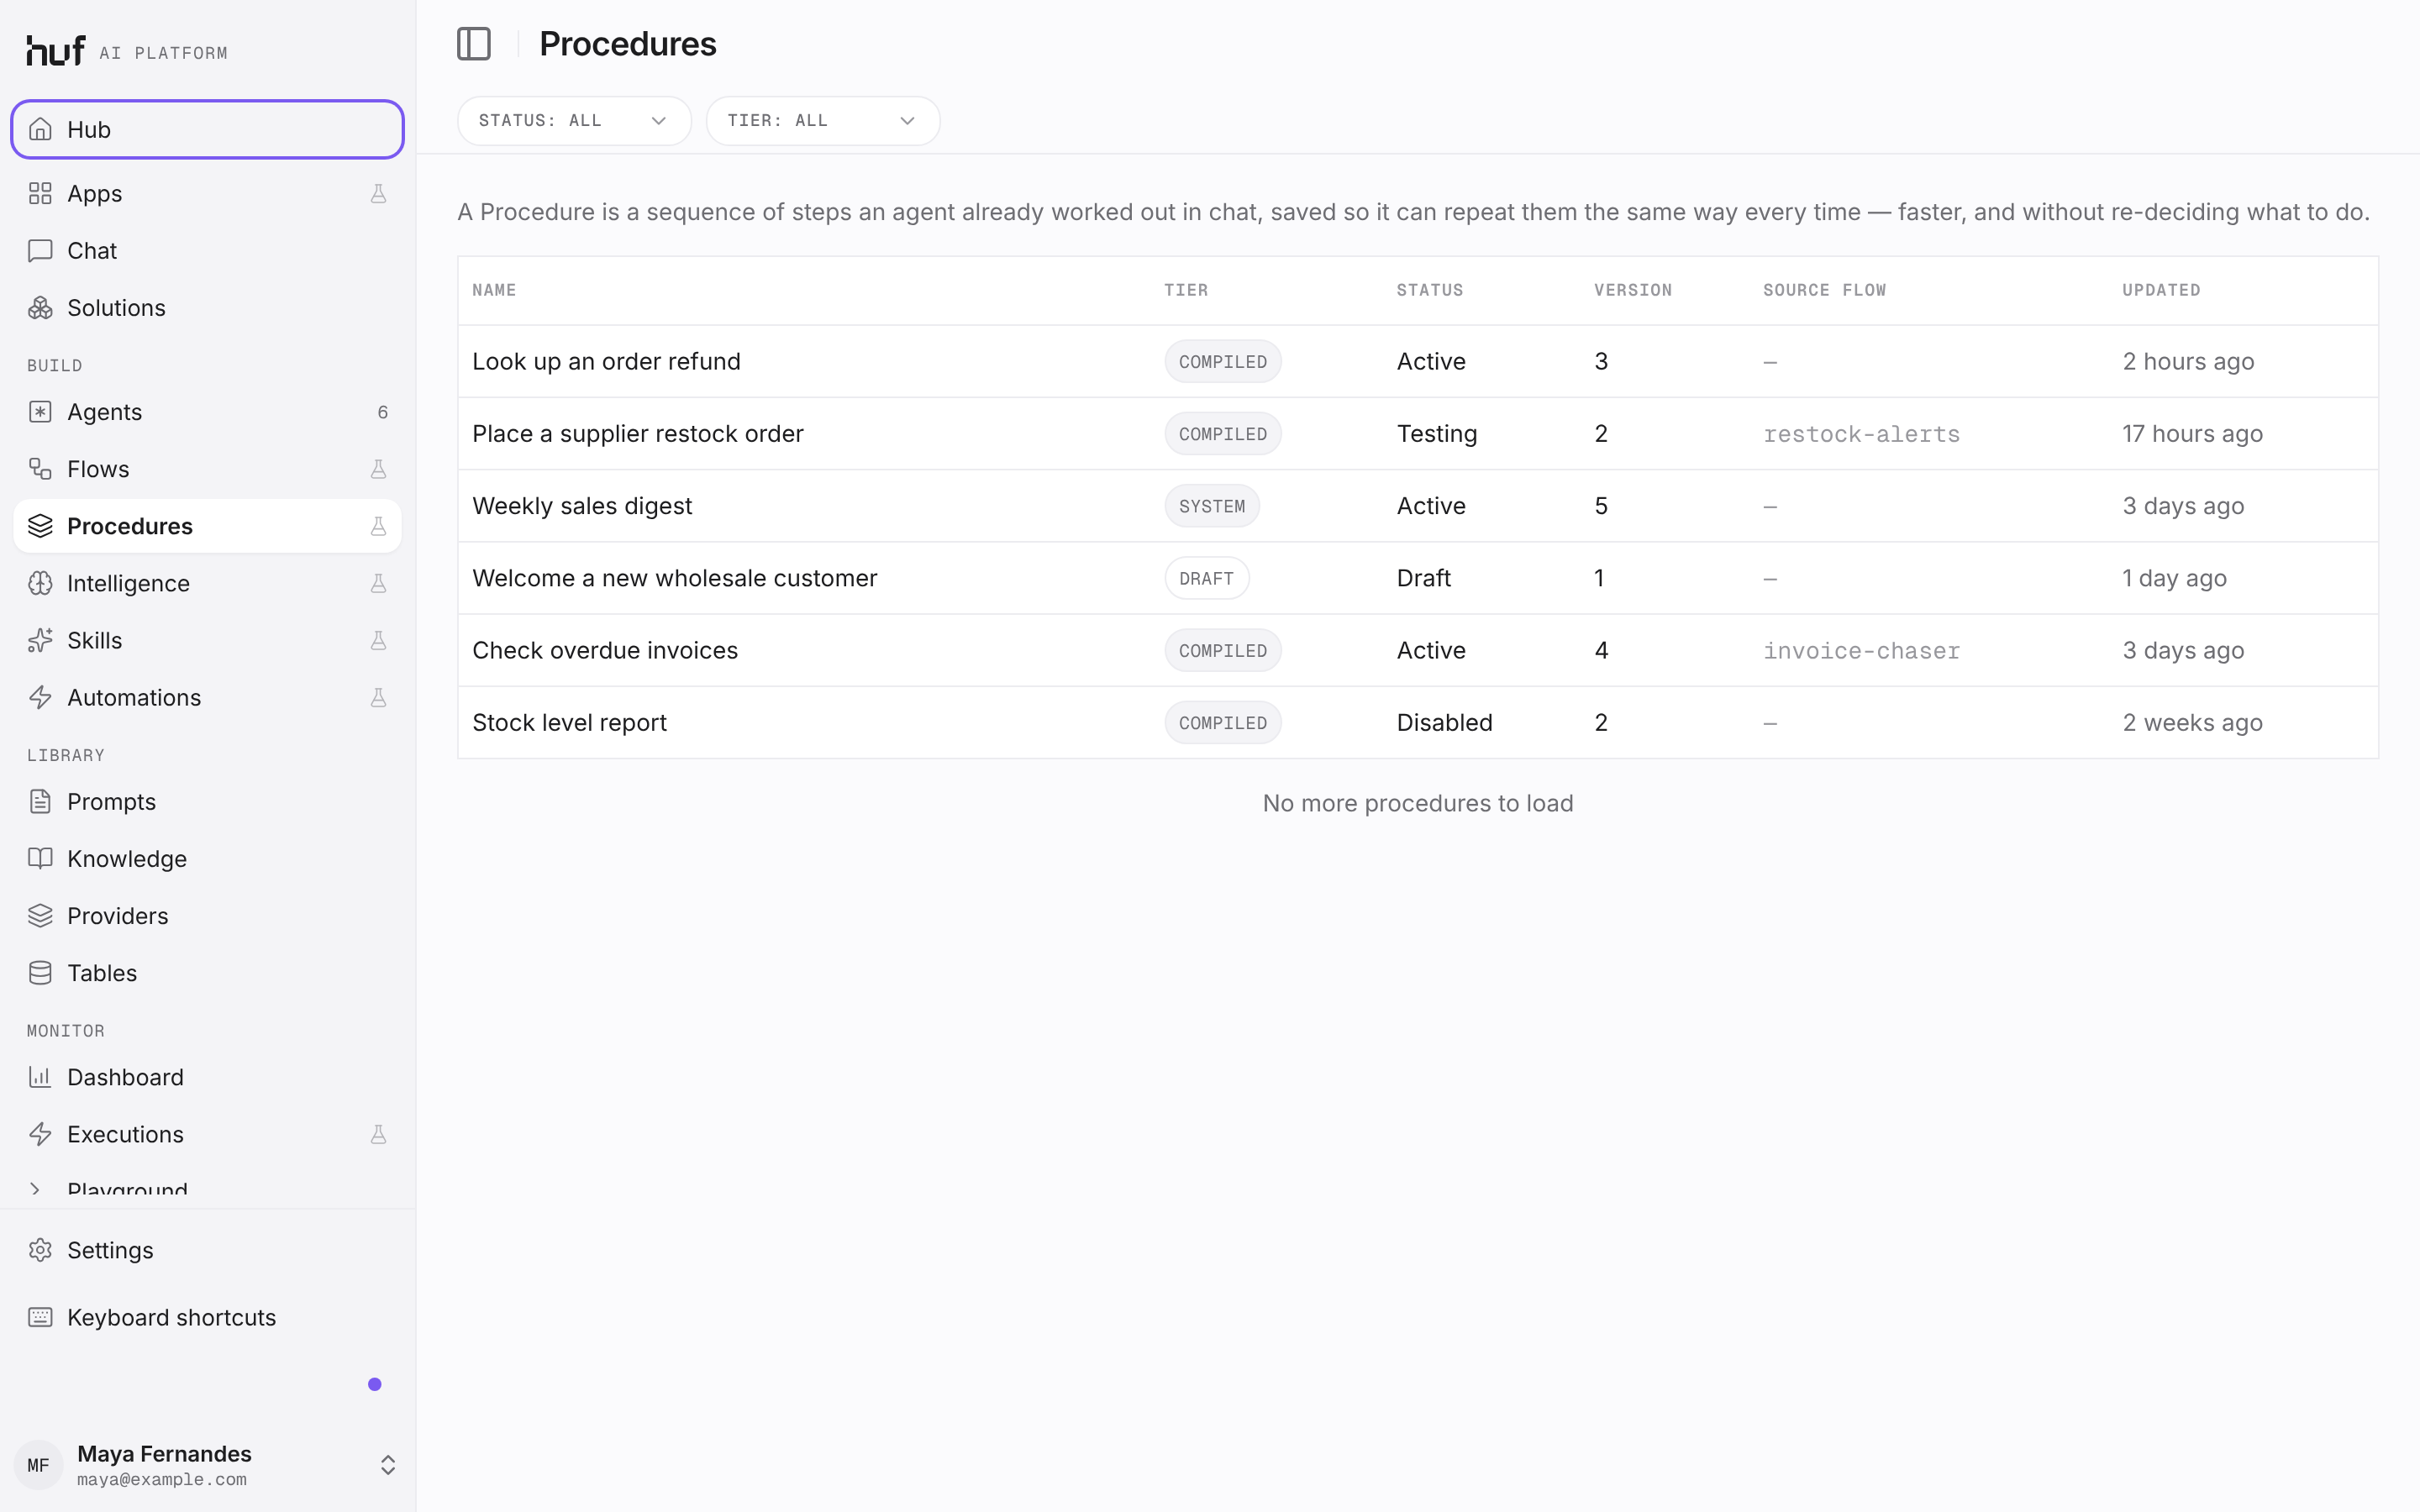 huf AI PLATFORM
Hub
Apps
Chat
Solutions
BUILD
Agents 6
Flows
Procedures
Intelligence
Skills
Automations
LIBRARY
Prompts
Knowledge
Providers
Tables
MONITOR
Dashboard
Executions
Playground
Settings
Keyboard shortcuts
MF
Maya Fernandes
maya@example.com
Procedures
STATUS: ALL TIER: ALL
A Procedure is a sequence of steps an agent already worked out in chat, saved so it can repeat them the same way every time — faster, and without re-deciding what to do.
NAME TIER STATUS VERSION SOURCE FLOW UPDATED
Look up an order refund COMPILED Active 3 – 2 hours ago
Place a supplier restock order COMPILED Testing 2 restock-alerts 17 hours ago
Weekly sales digest SYSTEM Active 5 – 3 days ago
Welcome a new wholesale customer DRAFT Draft 1 – 1 day ago
Check overdue invoices COMPILED Active 4 invoice-chaser 3 days ago
Stock level report COMPILED Disabled 2 – 2 weeks ago
No more procedures to load